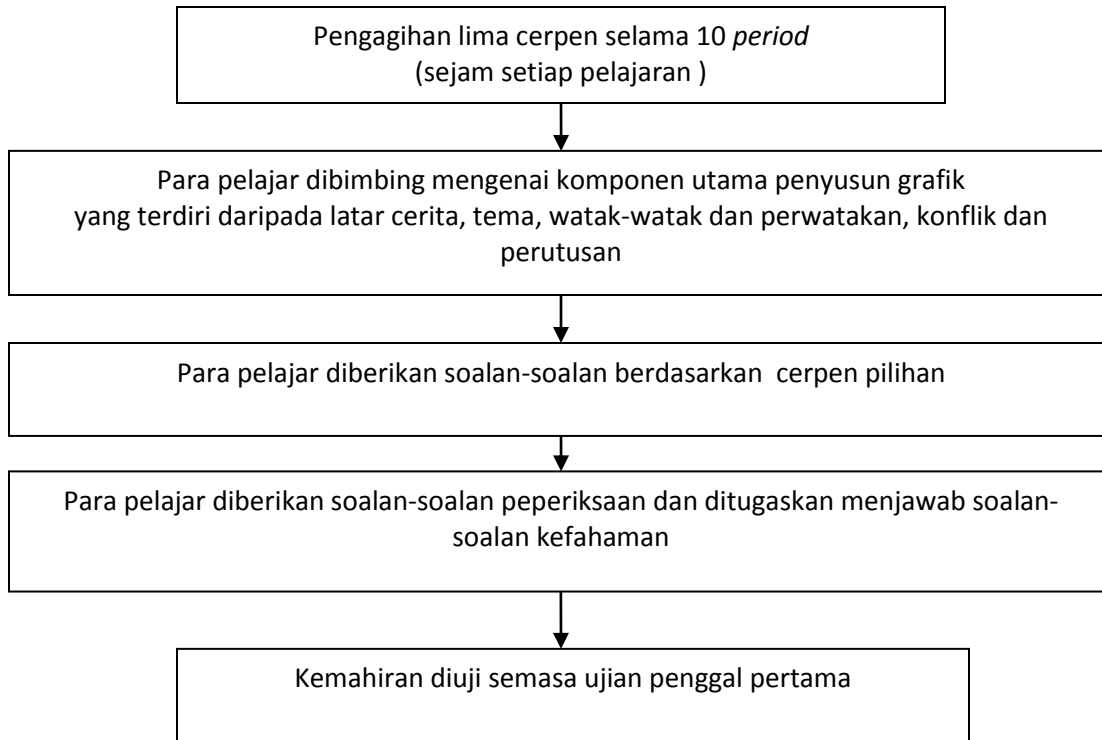 Pengagihan lima cerpen selama 10 period
(sejam setiap pelajaran )
Para pelajar dibimbing mengenai komponen utama penyusun grafik
yang terdiri daripada latar cerita, tema, watak-watak dan perwatakan, konflik dan
perutusan
Para pelajar diberikan soalan-soalan berdasarkan cerpen pilihan
Para pelajar diberikan soalan-soalan peperiksaan dan ditugaskan menjawab soalan-
soalan kefahaman
Kemahiran diuji semasa ujian penggal pertama